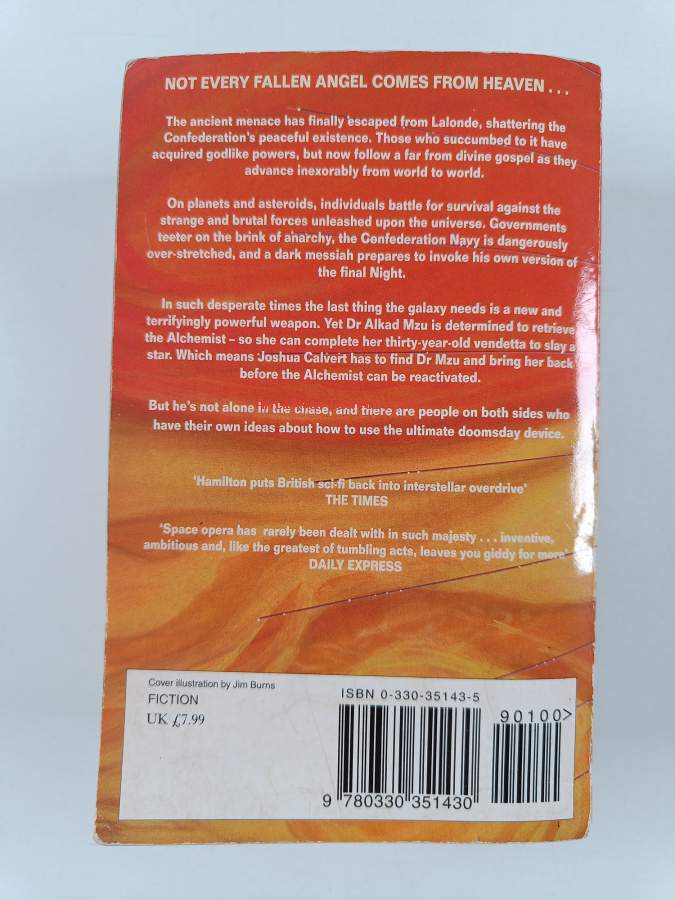 NOT EVERY FALLEN ANGEL COMES FROM HEAVEN . . .
The ancient menace has finally escaped from Lalonde, shattering the
Confederation's peaceful existence. Those who succumbed to it have
acquired godlike powers, but now follow a far from divine gospel as they
advance inexorably from world to world.
On planets and asteroids, individuals battle for survival against the
strange and brutal forces unleashed upon the universe. Governments
teeter on the brink of anarchy, the Confederation Navy is dangerously
over-stretched, and a dark messiah prepares to invoke his own version of
the final Night.
In such desperate times the last thing the galaxy needs is a new and
terrifyingly powerful weapon. Yet Dr Alkad Mzu is determined to retrieve
the Alchemist – so she can complete her thirty-year-old vendetta to slay a
star. Which means Joshua Calvert has to find Dr Mzu and bring her back
before the Alchemist can be reactivated.
But he's not alone in the chase, and there are people on both sides who
have their own ideas about how to use the ultimate doomsday device.
'Hamilton puts British sci-fi back into interstellar overdrive'
THE TIMES
'Space opera has rarely been dealt with in such majesty . . . inventive,
ambitious and, like the greatest of tumbling acts, leaves you giddy for more'
DAILY EXPRESS
Cover illustration by Jim Burns
FICTION
UK £7.99
ISBN 0-330-35143-5
90100>
9 780330 351430